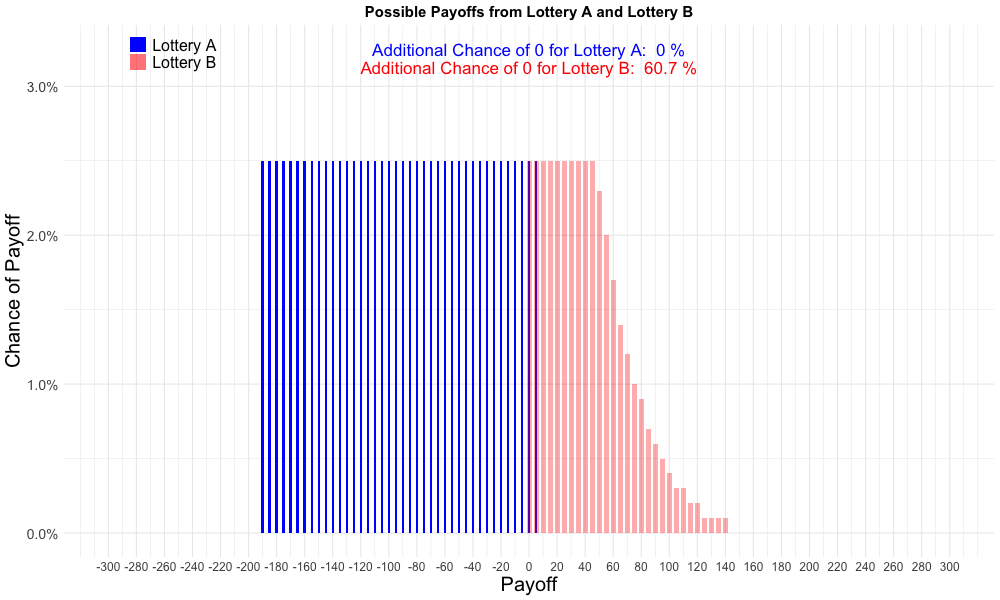 Possible Payoffs from Lottery A and Lottery B
Lottery A
Lottery B
Additional Chance of 0 for Lottery A:  0 %
Additional Chance of 0 for Lottery B:  60.7 %
Chance of Payoff
3.0%
2.0%
1.0%
0.0%
-300 -280 -260 -240 -220 -200 -180 -160 -140 -120 -100 -80 -60 -40 -20 0 20 40 60 80 100 120 140 160 180 200 220 240 260 280 300
Payoff